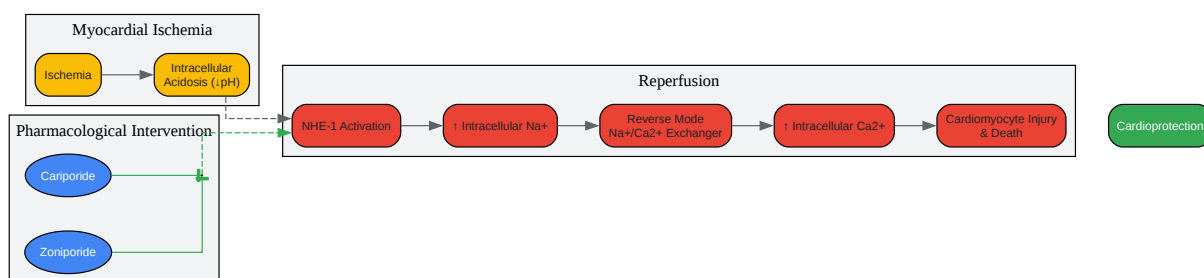 Myocardial Ischemia
Ischemia
Intracellular
Acidosis (↓pH)
Pharmacological Intervention
Cariporide
Zoniporide
Reperfusion
NHE-1 Activation
↑ Intracellular Na+
Reverse Mode
Na+/Ca2+ Exchanger
↑ Intracellular Ca2+
Cardiomyocyte Injury
& Death
Cardioprotection